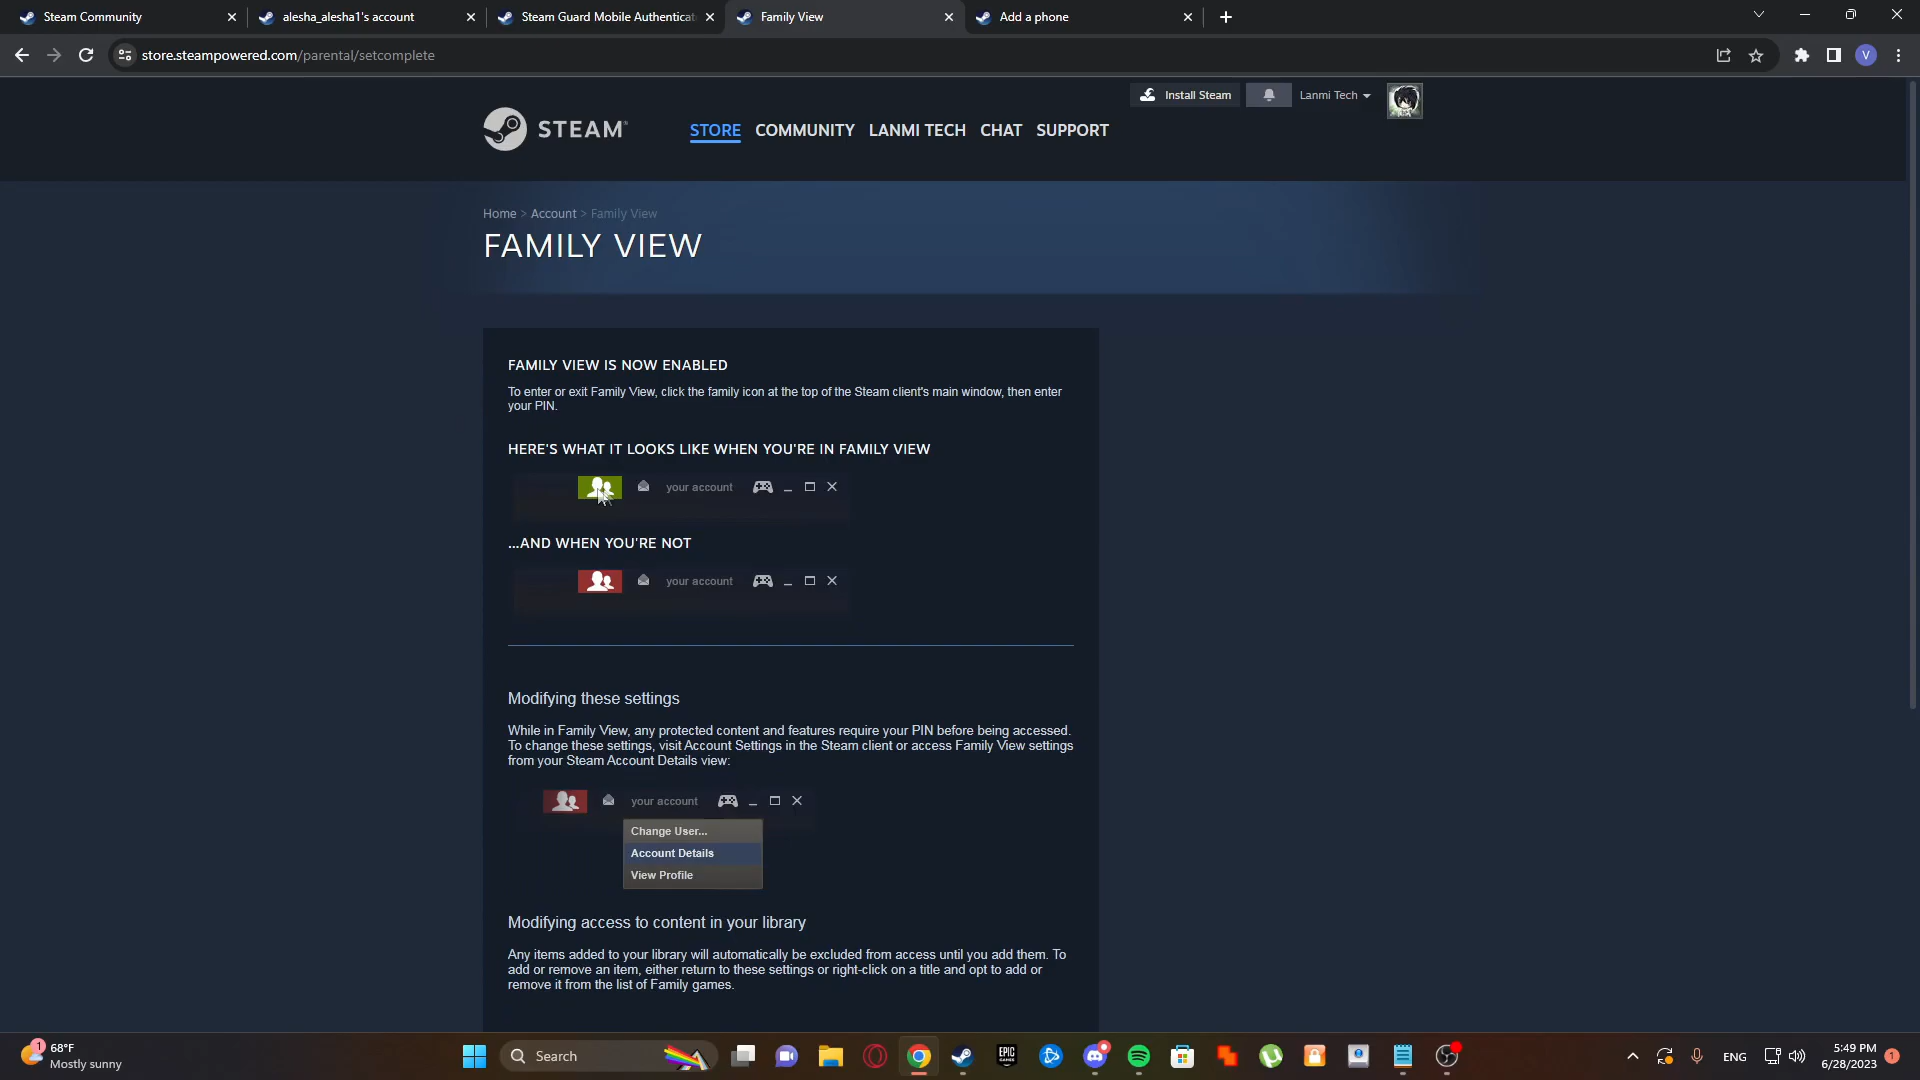 Steam Community
alesha_alesha1's account
Steam Guard Mobile Authenticat
Family View
Add a phone
store.steampowered.com/parental/setcomplete
V
Install Steam
Lanmi Tech
STEAM
STORE COMMUNITY LANMI TECH CHAT SUPPORT
Home > Account > Family View
FAMILY VIEW
FAMILY VIEW IS NOW ENABLED
To enter or exit Family View, click the family icon at the top of the Steam client's main window, then enter
your PIN.
HERE'S WHAT IT LOOKS LIKE WHEN YOU'RE IN FAMILY VIEW
your account
...AND WHEN YOU'RE NOT
your account
Modifying these settings
While in Family View, any protected content and features require your PIN before being accessed.
To change these settings, visit Account Settings in the Steam client or access Family View settings
from your Steam Account Details view:
your account
Change User...
Account Details
View Profile
Modifying access to content in your library
Any items added to your library will automatically be excluded from access until you add them. To
add or remove an item, either return to these settings or right-click on a title and opt to add or
remove it from the list of Family games.
1
68°F
Mostly sunny
Search
EPIC
GAMES
ENG
5:49 PM
6/28/2023
1